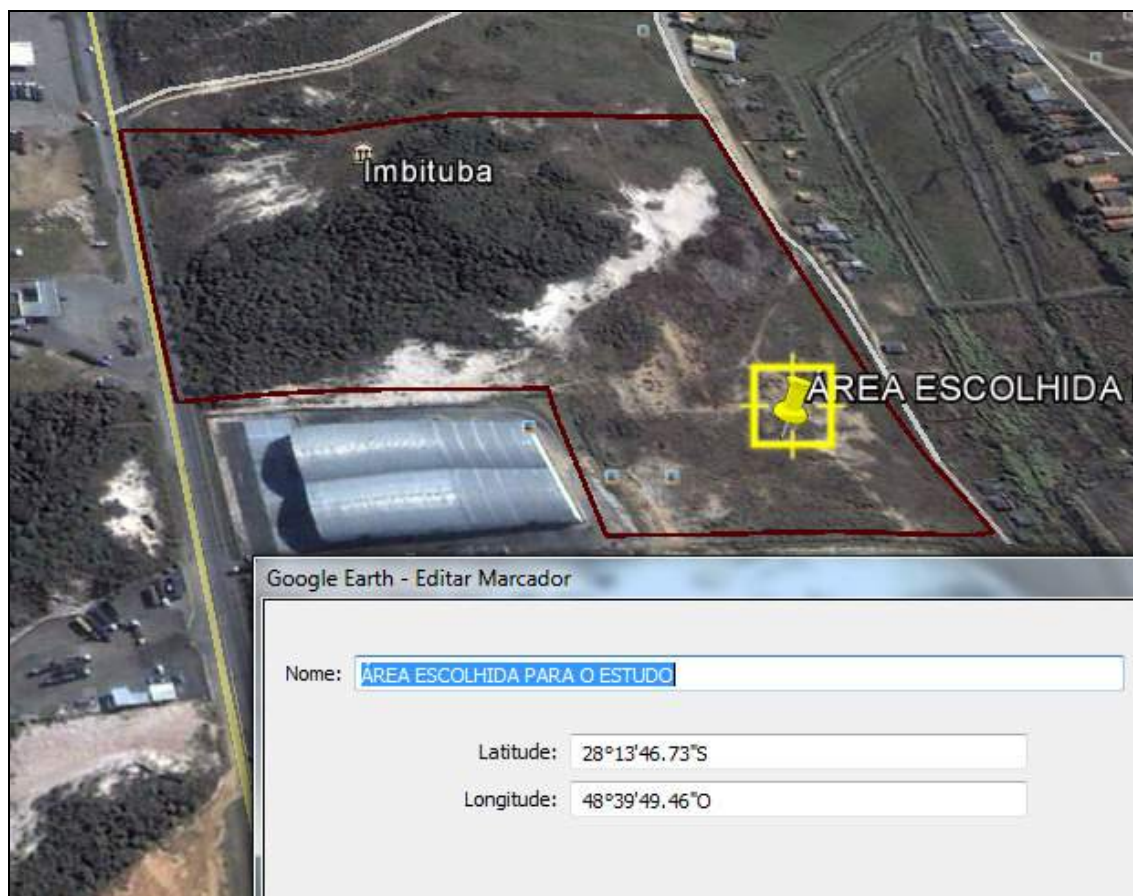 Imbituba
ÁREA ESCOLHIDA
Google Earth - Editar Marcador
Nome: ÁREA ESCOLHIDA PARA O ESTUDO
Latitude: 28°13'46.73"S
Longitude: 48°39'49.46"O